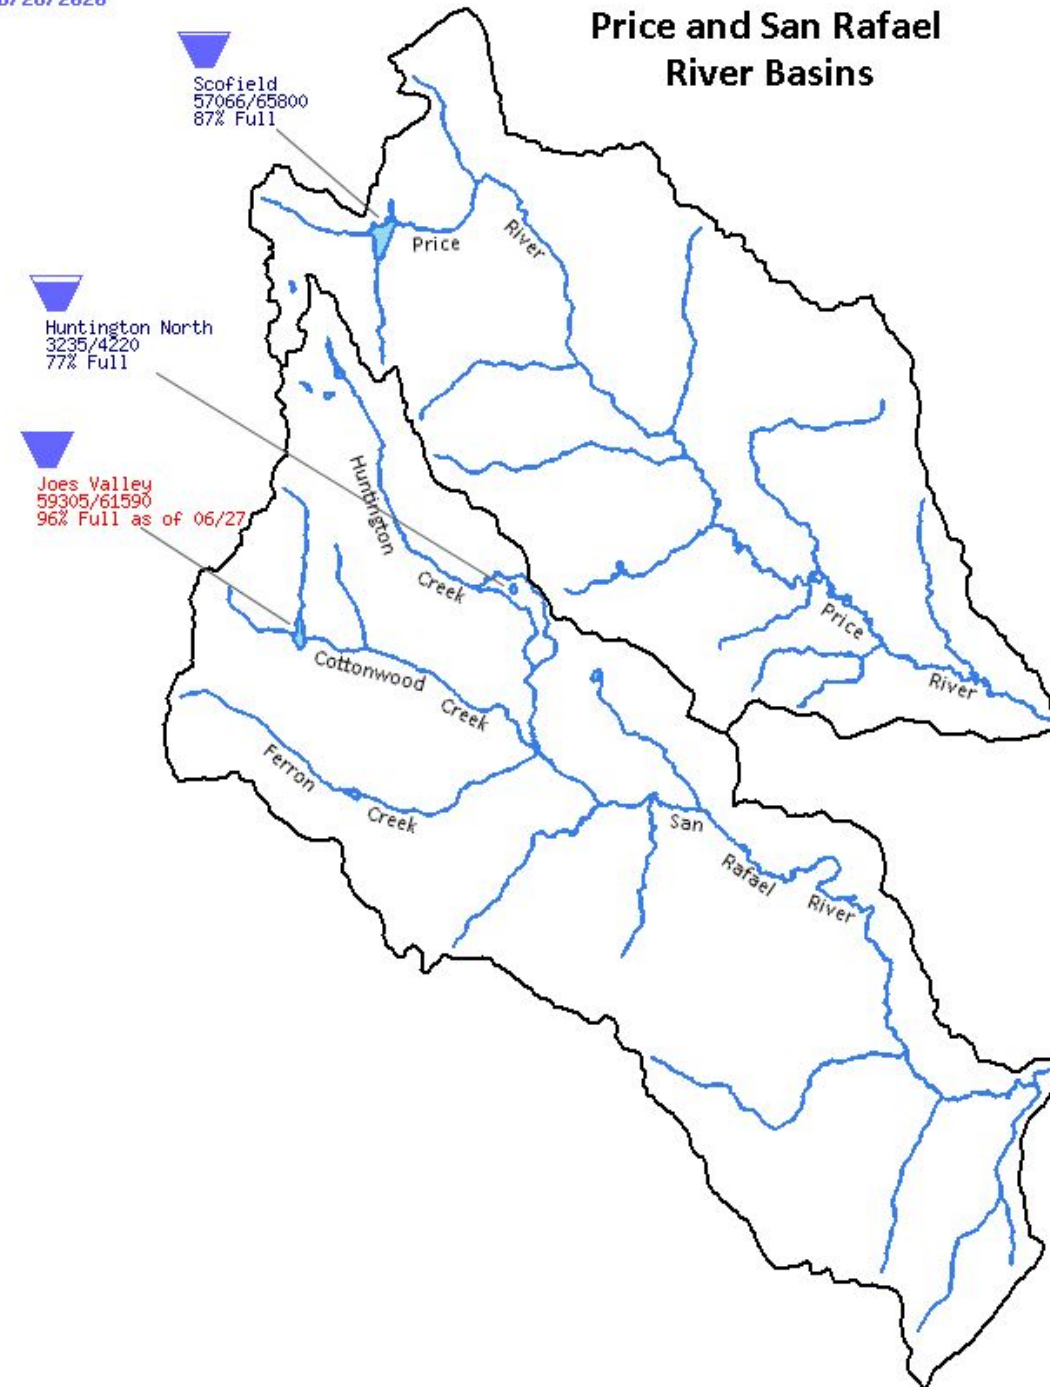 Price and San Rafael
River Basins
Scofield
57066/65800
87% Full
Price
River
Huntington North
3235/4220
77% Full
Joes Valley
59305/61590
96% Full as of 06/27
Huntington
Creek
Cottonwood
Creek
Ferron
Creek
Price
River
San
Rafael
River